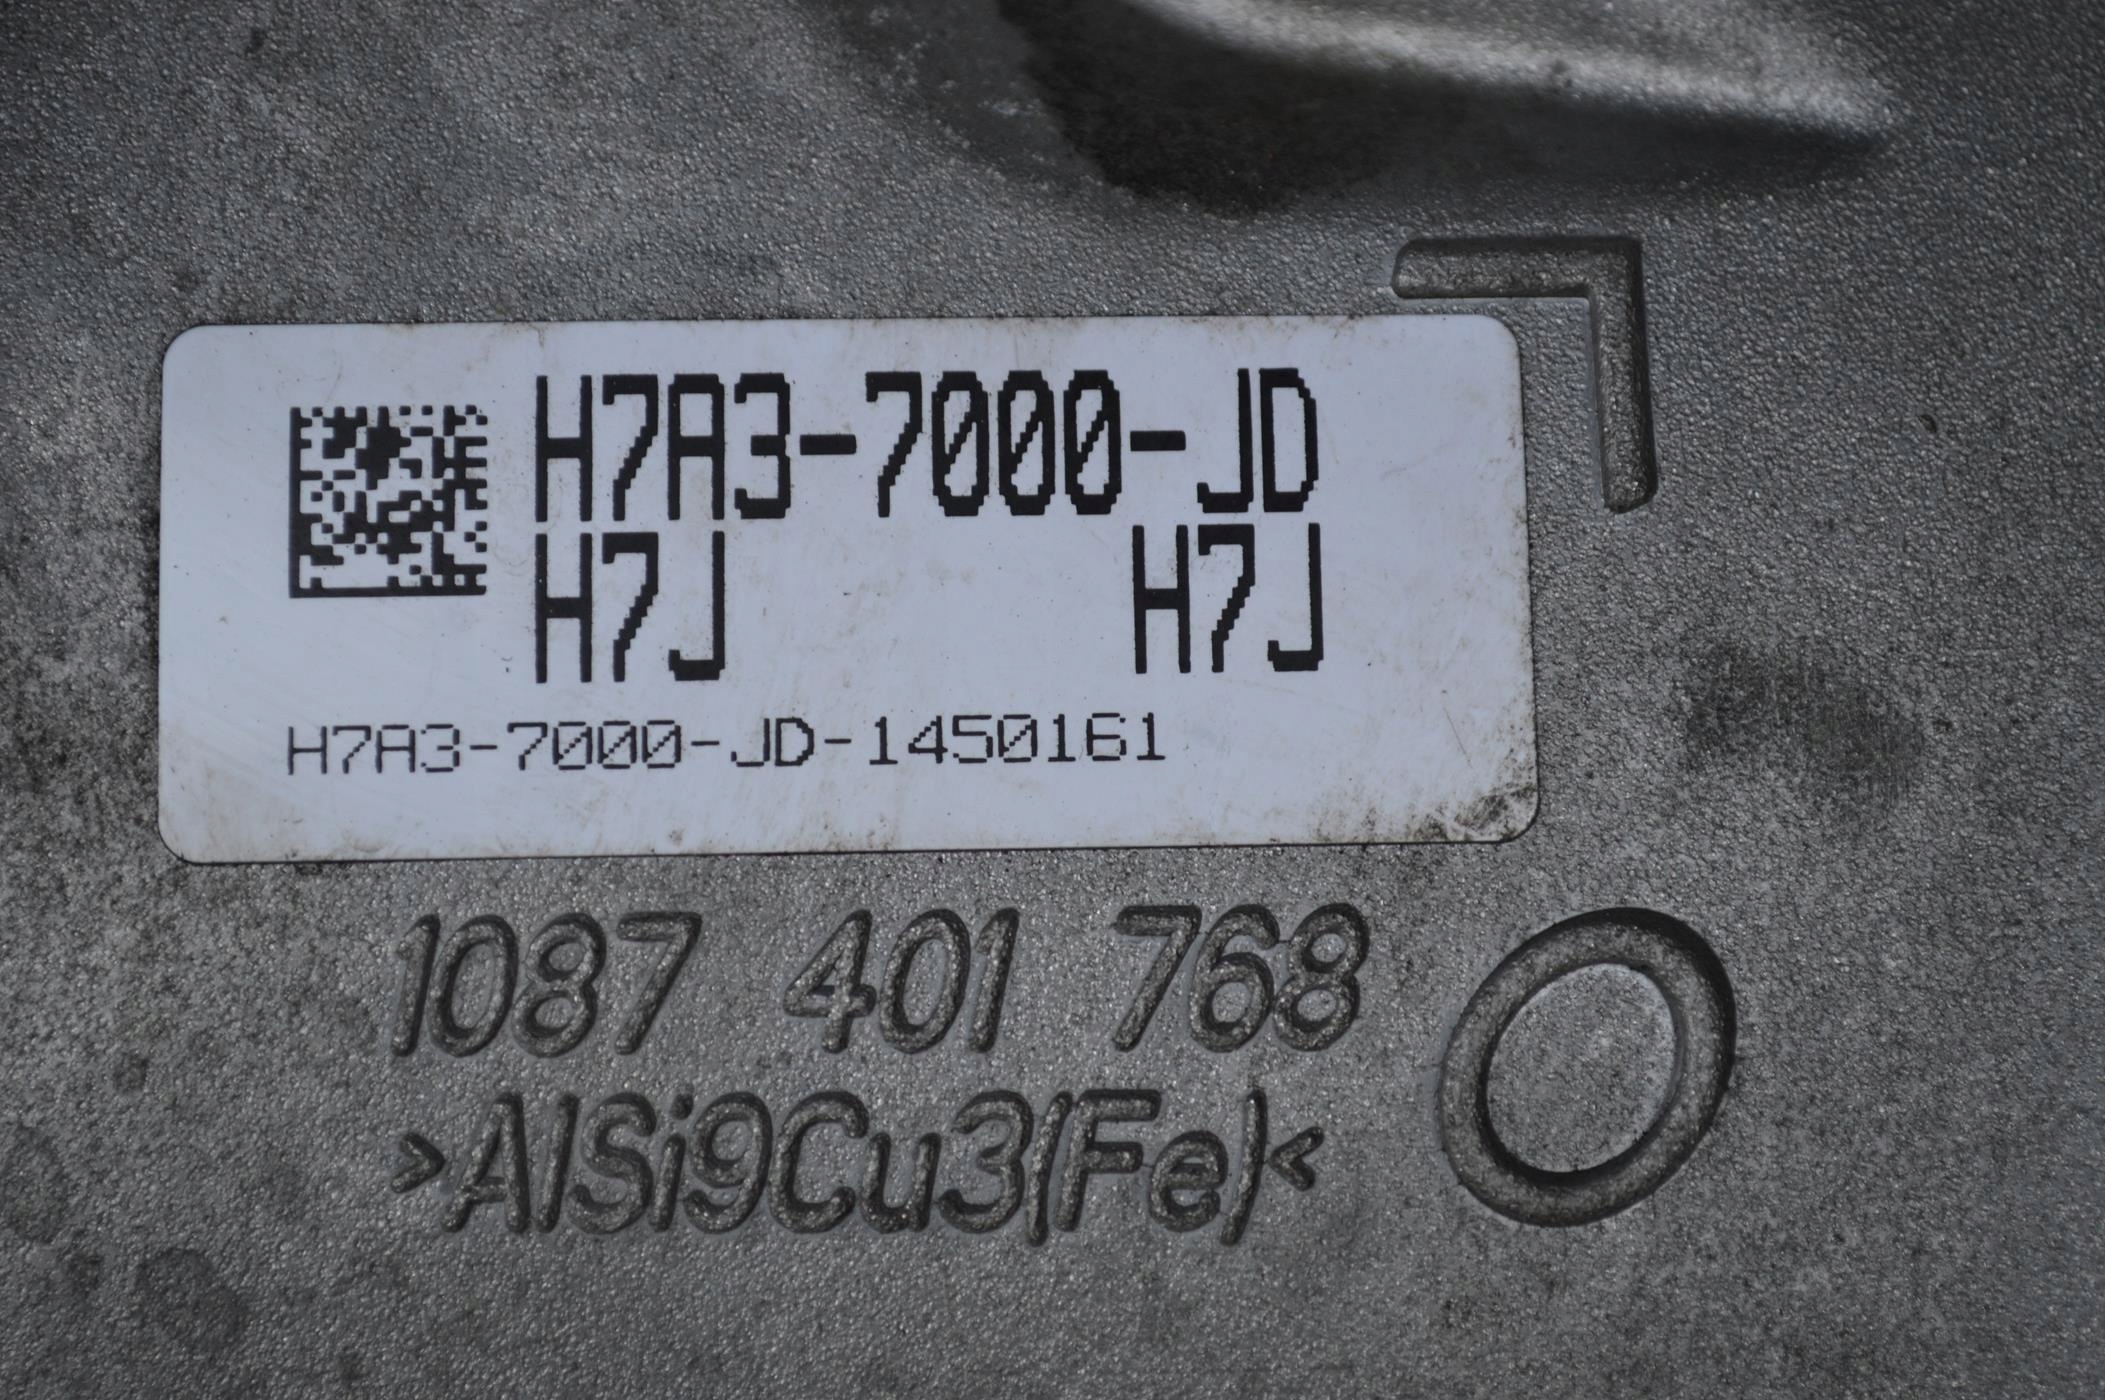 H7A3-7000-JD
H7J H7J
H7A3-7000-JD-1450161
1087 401 768
>AlSi9Cu3(Fe)<